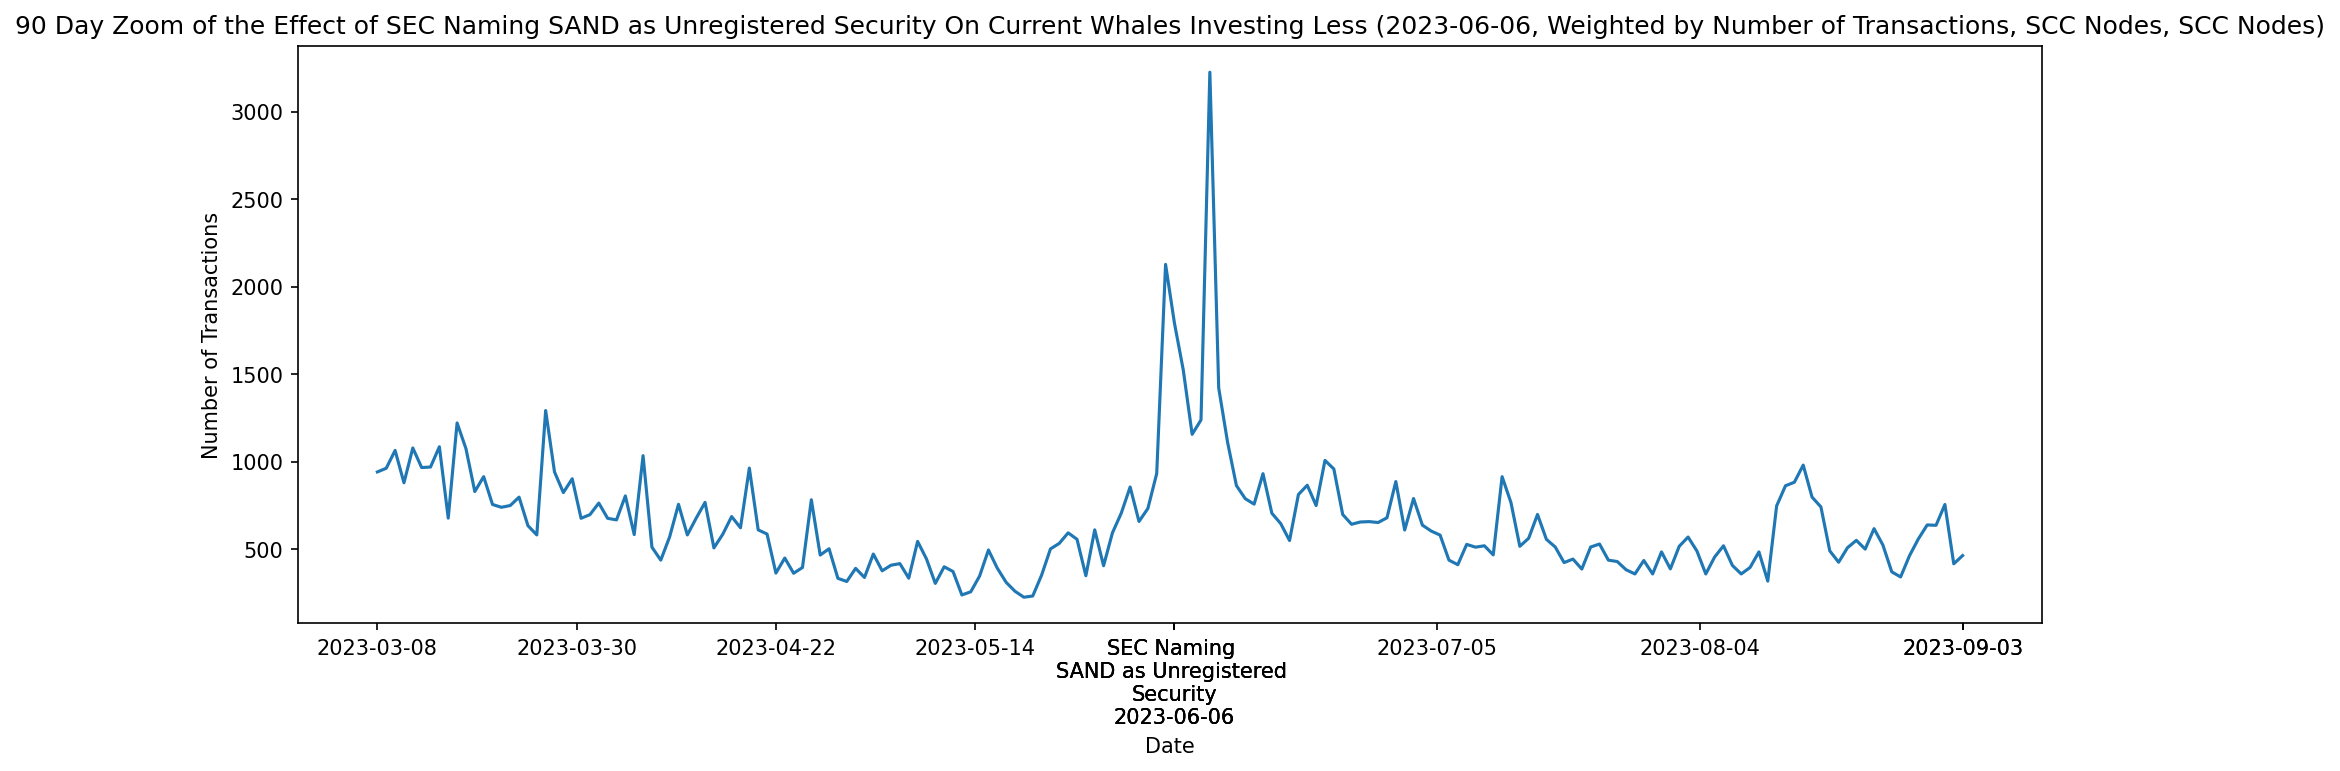 90 Day Zoom of the Effect of SEC Naming SAND as Unregistered Security On Current Whales Investing Less (2023-06-06, Weighted by Number of Transactions, SCC Nodes, SCC Nodes)
Number of Transactions
3000
2500
2000
1500
1000
500
2023-03-08
2023-03-30
2023-04-22
2023-05-14
SEC Naming
SAND as Unregistered
Security
2023-06-06
2023-07-05
2023-08-04
2023-09-03
Date